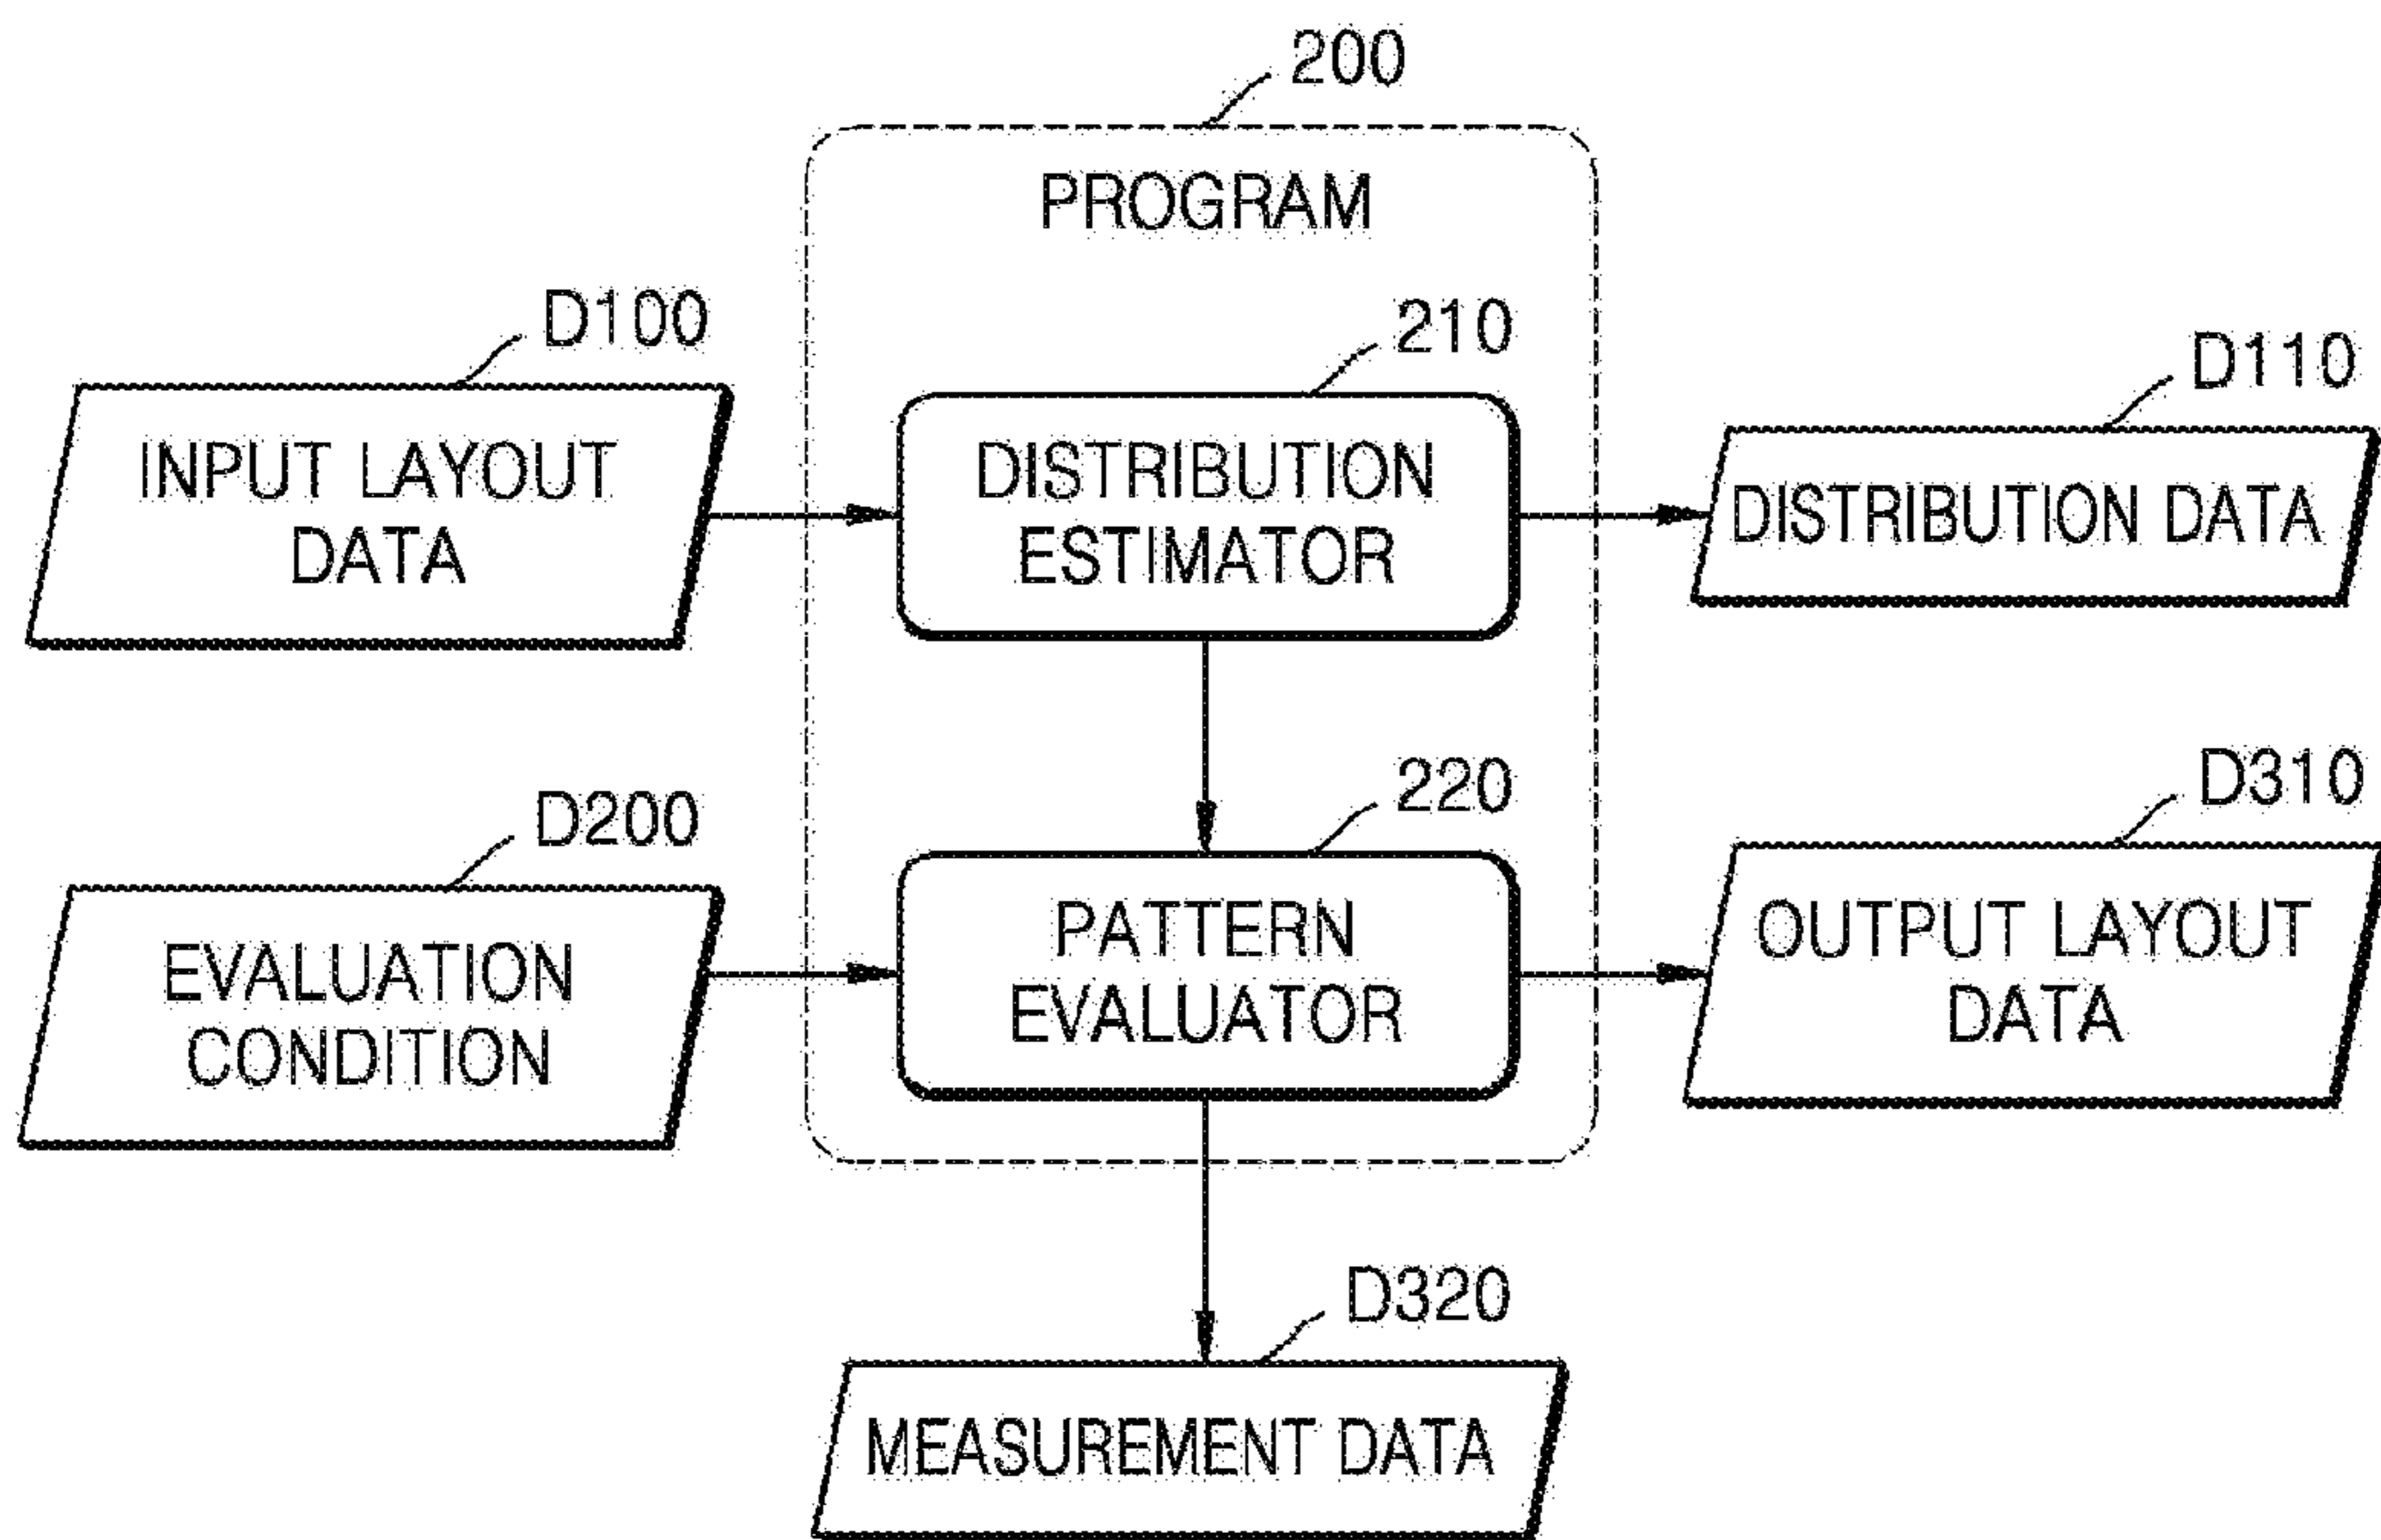 200
PROGRAM
D100
INPUT LAYOUT
DATA
210
DISTRIBUTION
ESTIMATOR
D110
DISTRIBUTION DATA
D200
EVALUATION
CONDITION
220
PATTERN
EVALUATOR
D310
OUTPUT LAYOUT
DATA
D320
MEASUREMENT DATA